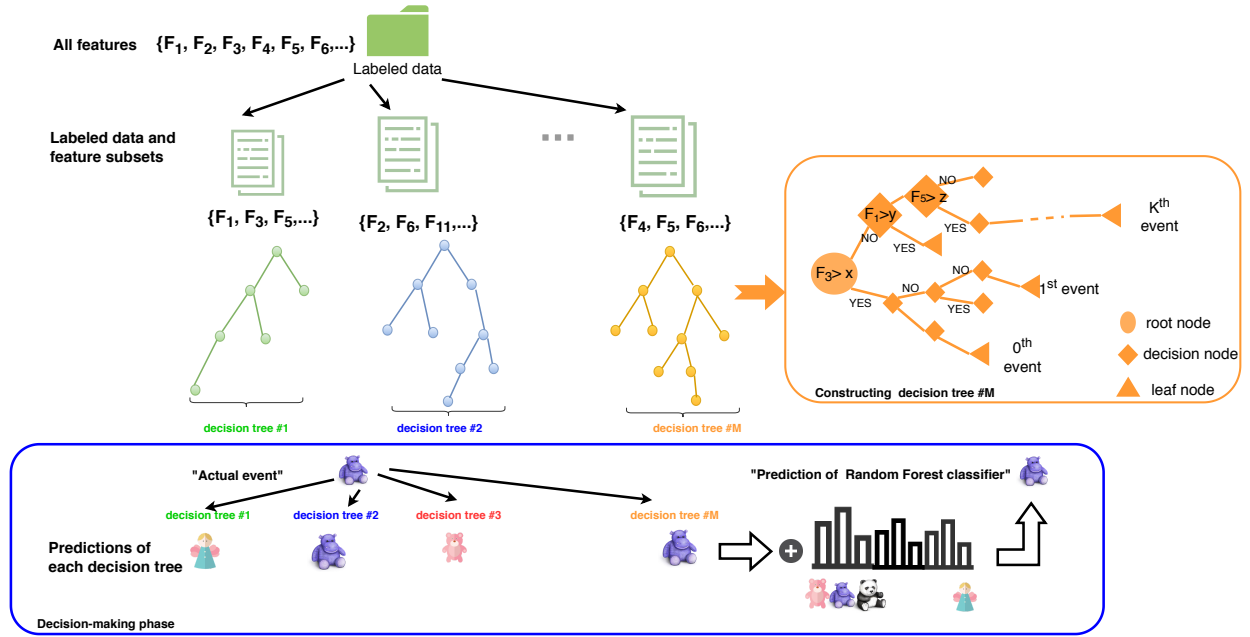 All features
{F1, F2, F3, F4, F5, F6,...}
Labeled data
Labeled data and
feature subsets
{F1, F3, F5,...}
{F2, F6, F11,...}
{F4, F5, F6,...}
decision tree #1
decision tree #2
decision tree #M
F3> x
F1>y
F5> z
NO
YES
NO
YES
NO
YES
NO
YES
NO
YES
Kth
event
1st event
0th
event
root node
decision node
leaf node
Constructing decision tree #M
"Actual event"
"Prediction of Random Forest classifier"
decision tree #1
decision tree #2
decision tree #3
decision tree #M
Predictions of
each decision tree
Decision-making phase